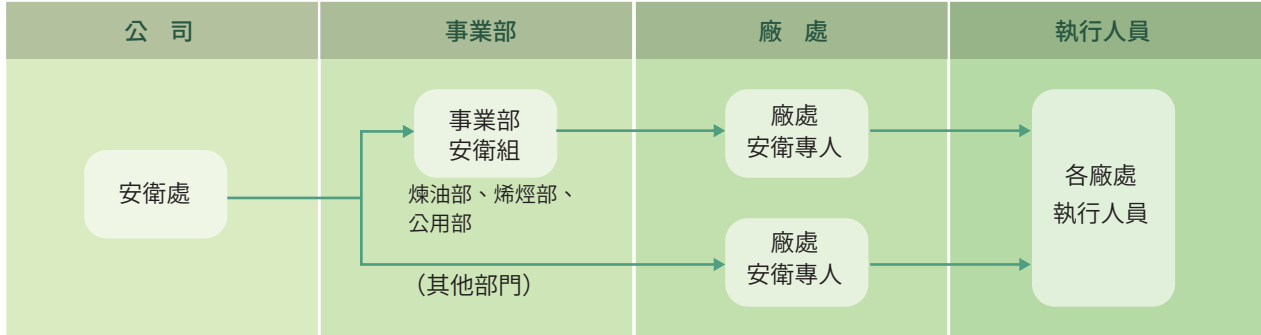 公 司
事業部
廠 處
執行人員
安衛處
事業部
安衛組
煉油部、烯烴部、
公用部
（其他部門）
廠處
安衛專人
廠處
安衛專人
各廠處
執行人員